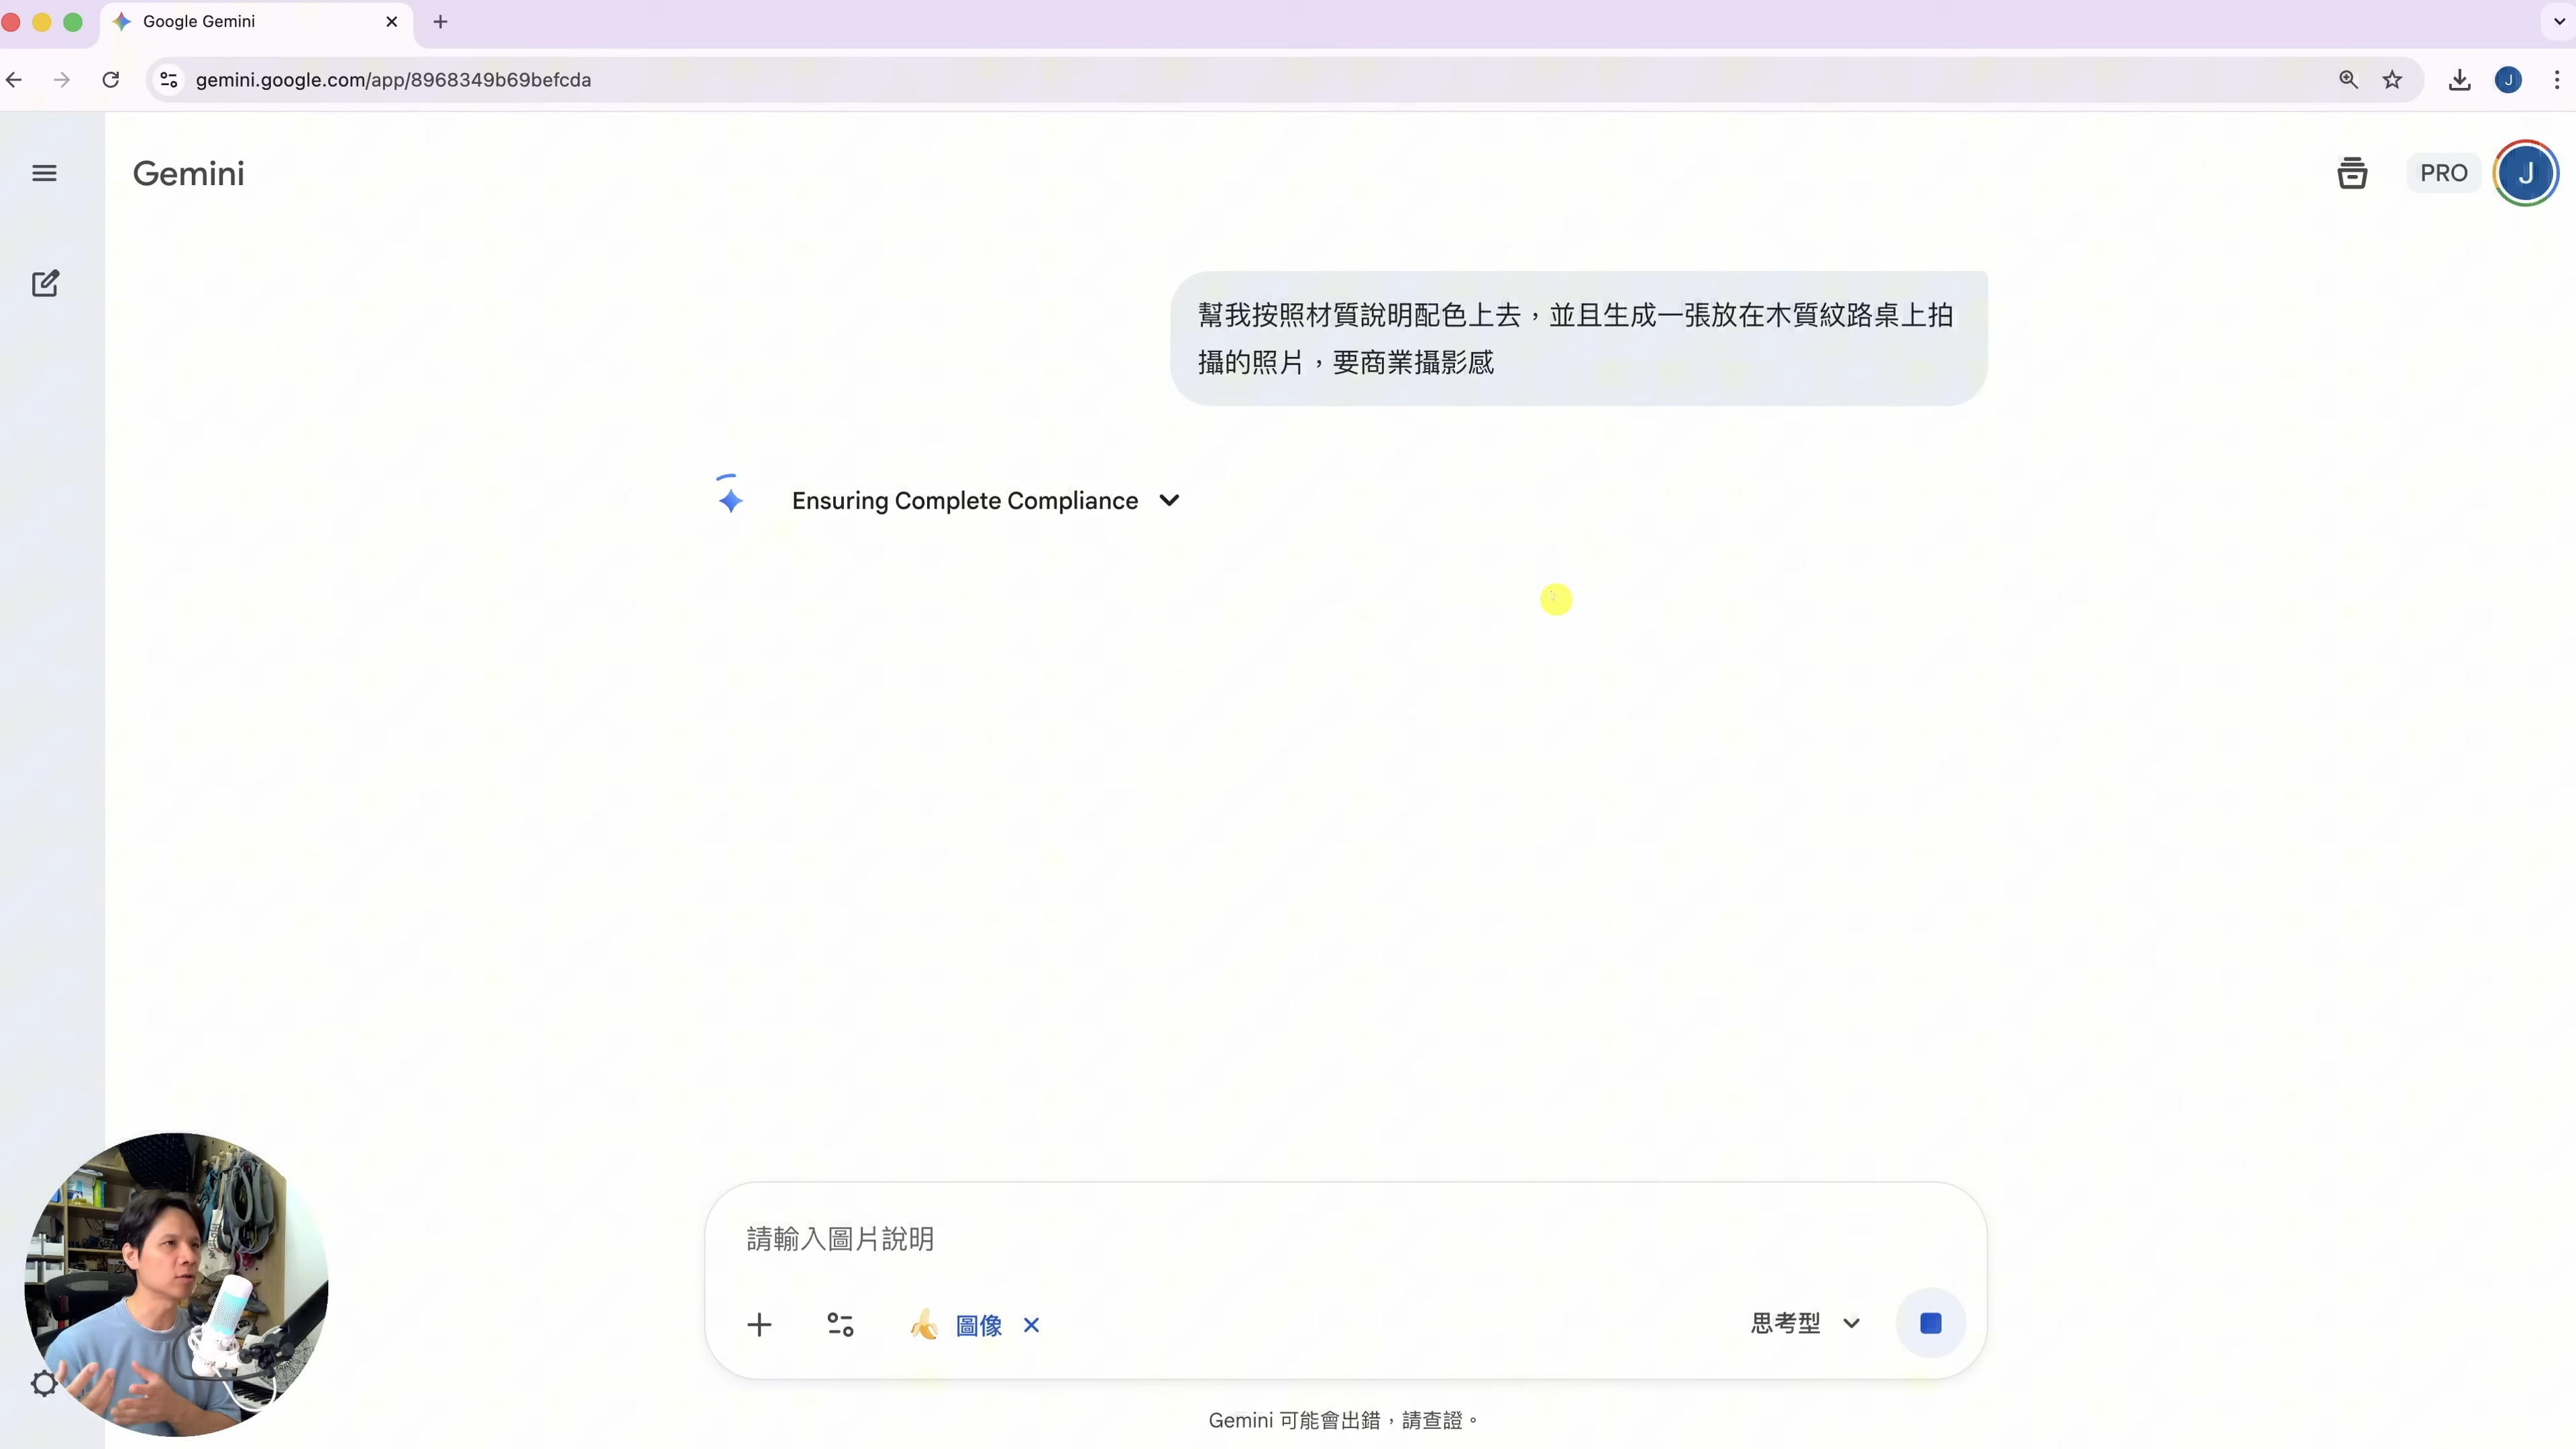 Google Gemini
gemini.google.com/app/8968349b69befcda
J
Gemini
PRO
J
幫我按照材質說明配色上去，並且生成一張放在木質紋路桌上拍
攝的照片，要商業攝影感
Ensuring Complete Compliance
請輸入圖片說明
圖像
思考型
Gemini 可能會出錯，請查證。